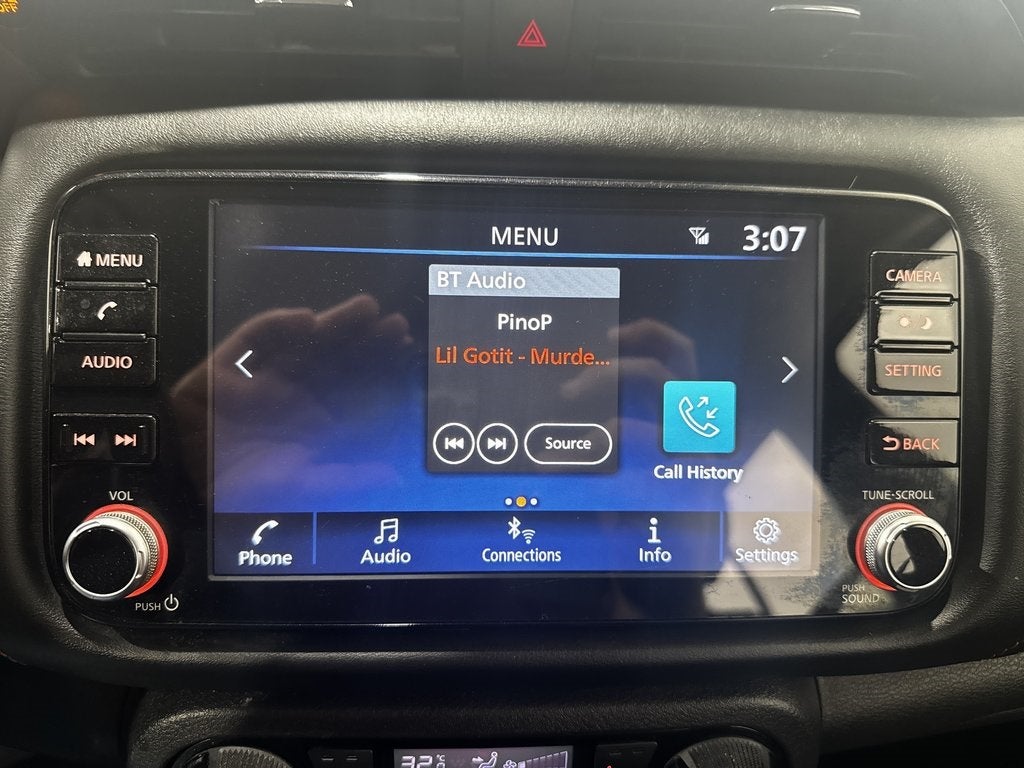 MENU
3:07
MENU
AUDIO
VOL
PUSH
BT Audio
PinoP
Lil Gotit - Murde...
Source
Call History
Phone
Audio
Connections
Info
Settings
CAMERA
SETTING
BACK
TUNE·SCROLL
PUSH
SOUND
32 °C